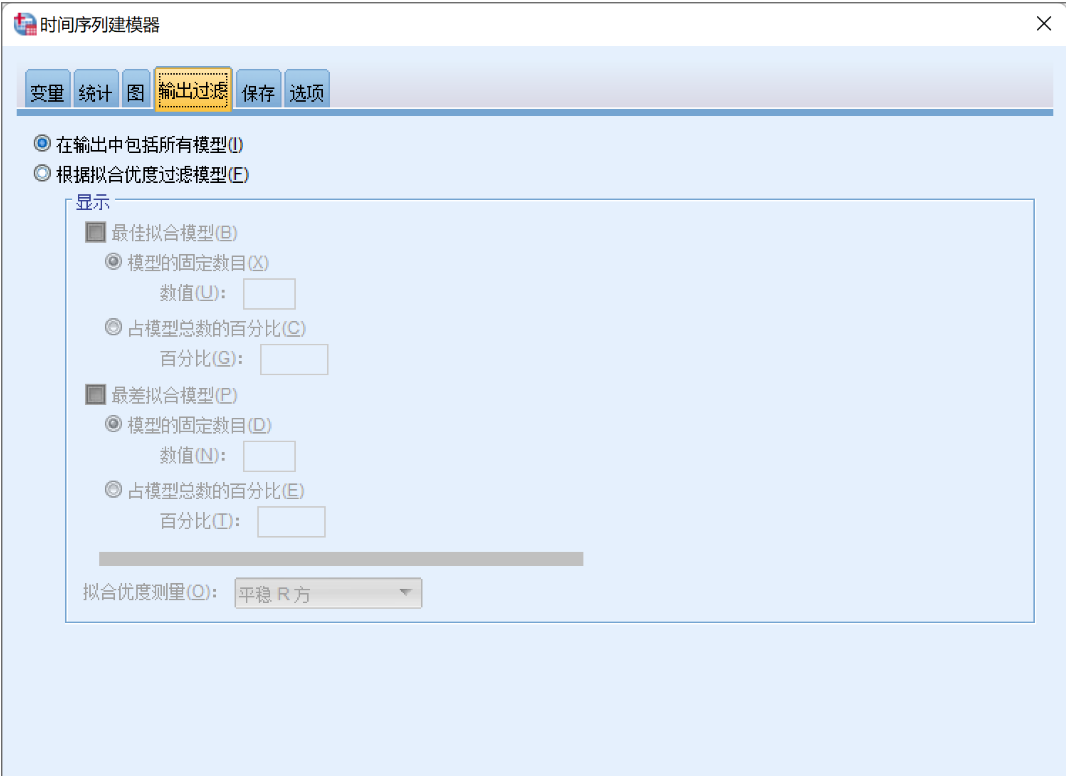 时间序列建模器
变量 统计 图 输出过滤 保存 选项
在输出中包括所有模型(I)
根据拟合优度过滤模型(F)
显示
最佳拟合模型(B)
模型的固定数目(X)
数值(U):
占模型总数的百分比(C)
百分比(G):
最差拟合模型(P)
模型的固定数目(D)
数值(N):
占模型总数的百分比(E)
百分比(T):
拟合优度测量(O): 平稳 R 方